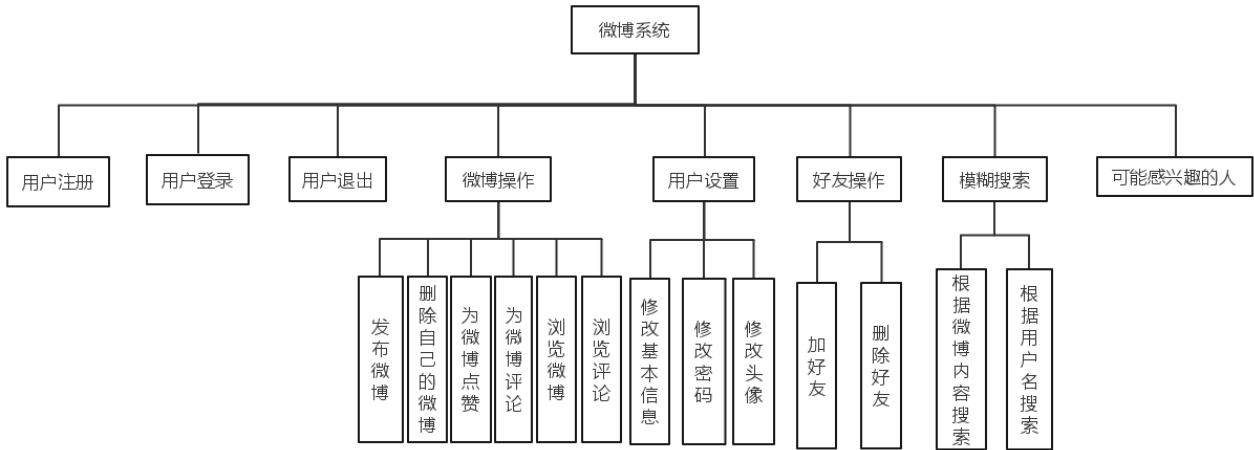 微博系统
用户注册
用户登录
用户退出
微博操作
用户设置
好友操作
模糊搜索
可能感兴趣的人
发布微博
删除自己的微博
为微博点赞
为微博评论
浏览微博
浏览评论
修改基本信息
修改密码
修改头像
加好友
删除好友
根据微博内容搜索
根据用户名搜索